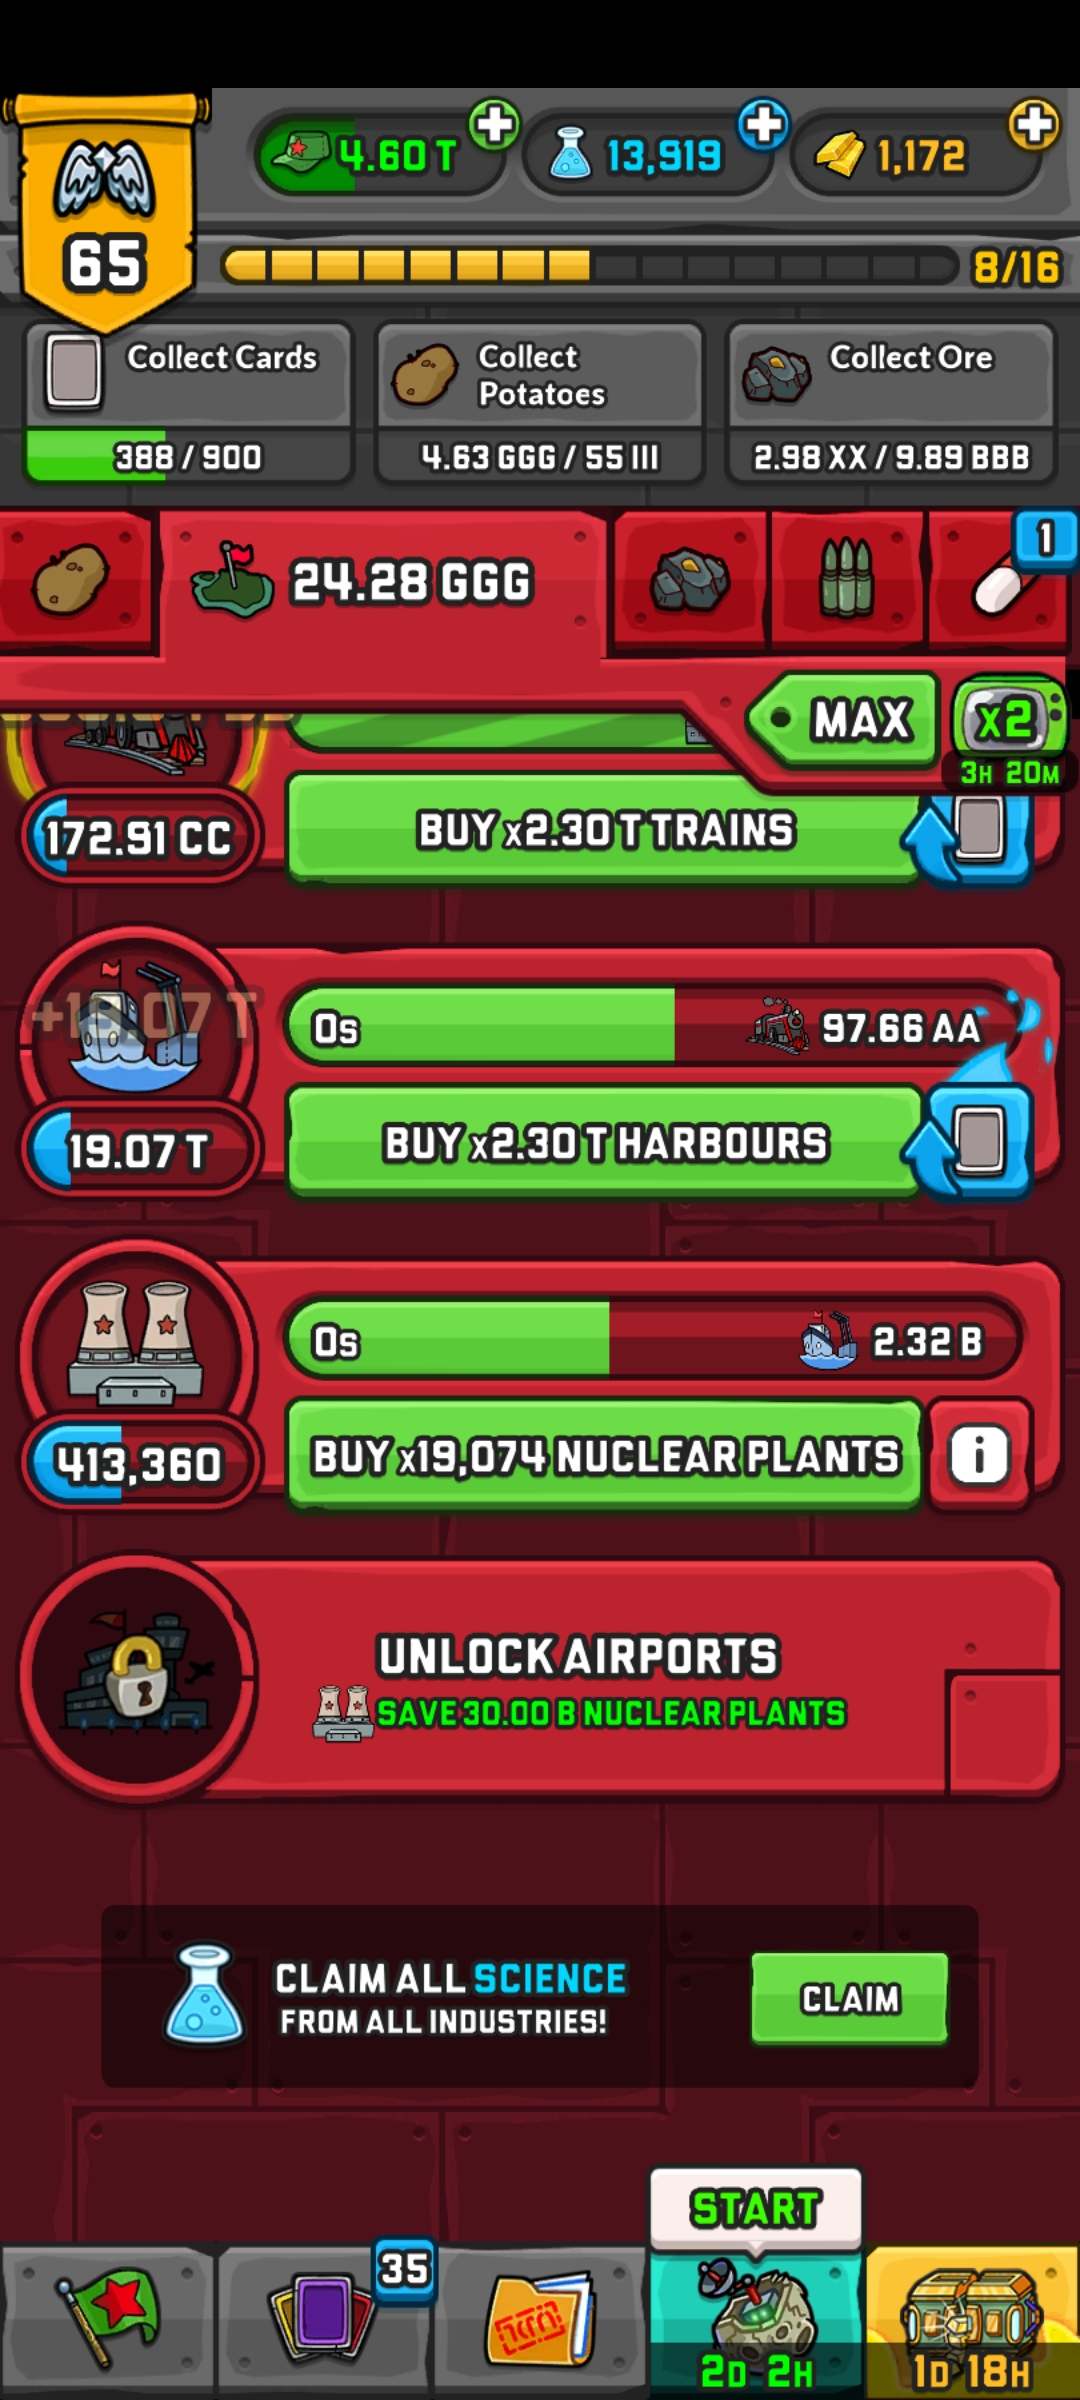 4.60 T
13,919
1,172
65
8/16
Collect Cards
388 / 900
Collect
Potatoes
4.63 GGG / 55 III
Collect Ore
2.98 XX / 9.89 BBB
24.28 GGG
1
MAX
x2
3H 20M
172.91 CC
BUY x2.30 T TRAINS
0s
97.66 AA
19.07 T
BUY x2.30 T HARBOURS
0s
2.32 B
413,360
BUY x19,074 NUCLEAR PLANTS
i
UNLOCK AIRPORTS
SAVE 30.00 B NUCLEAR PLANTS
CLAIM ALL SCIENCE
FROM ALL INDUSTRIES!
CLAIM
START
35
2D 2H
1D 18H